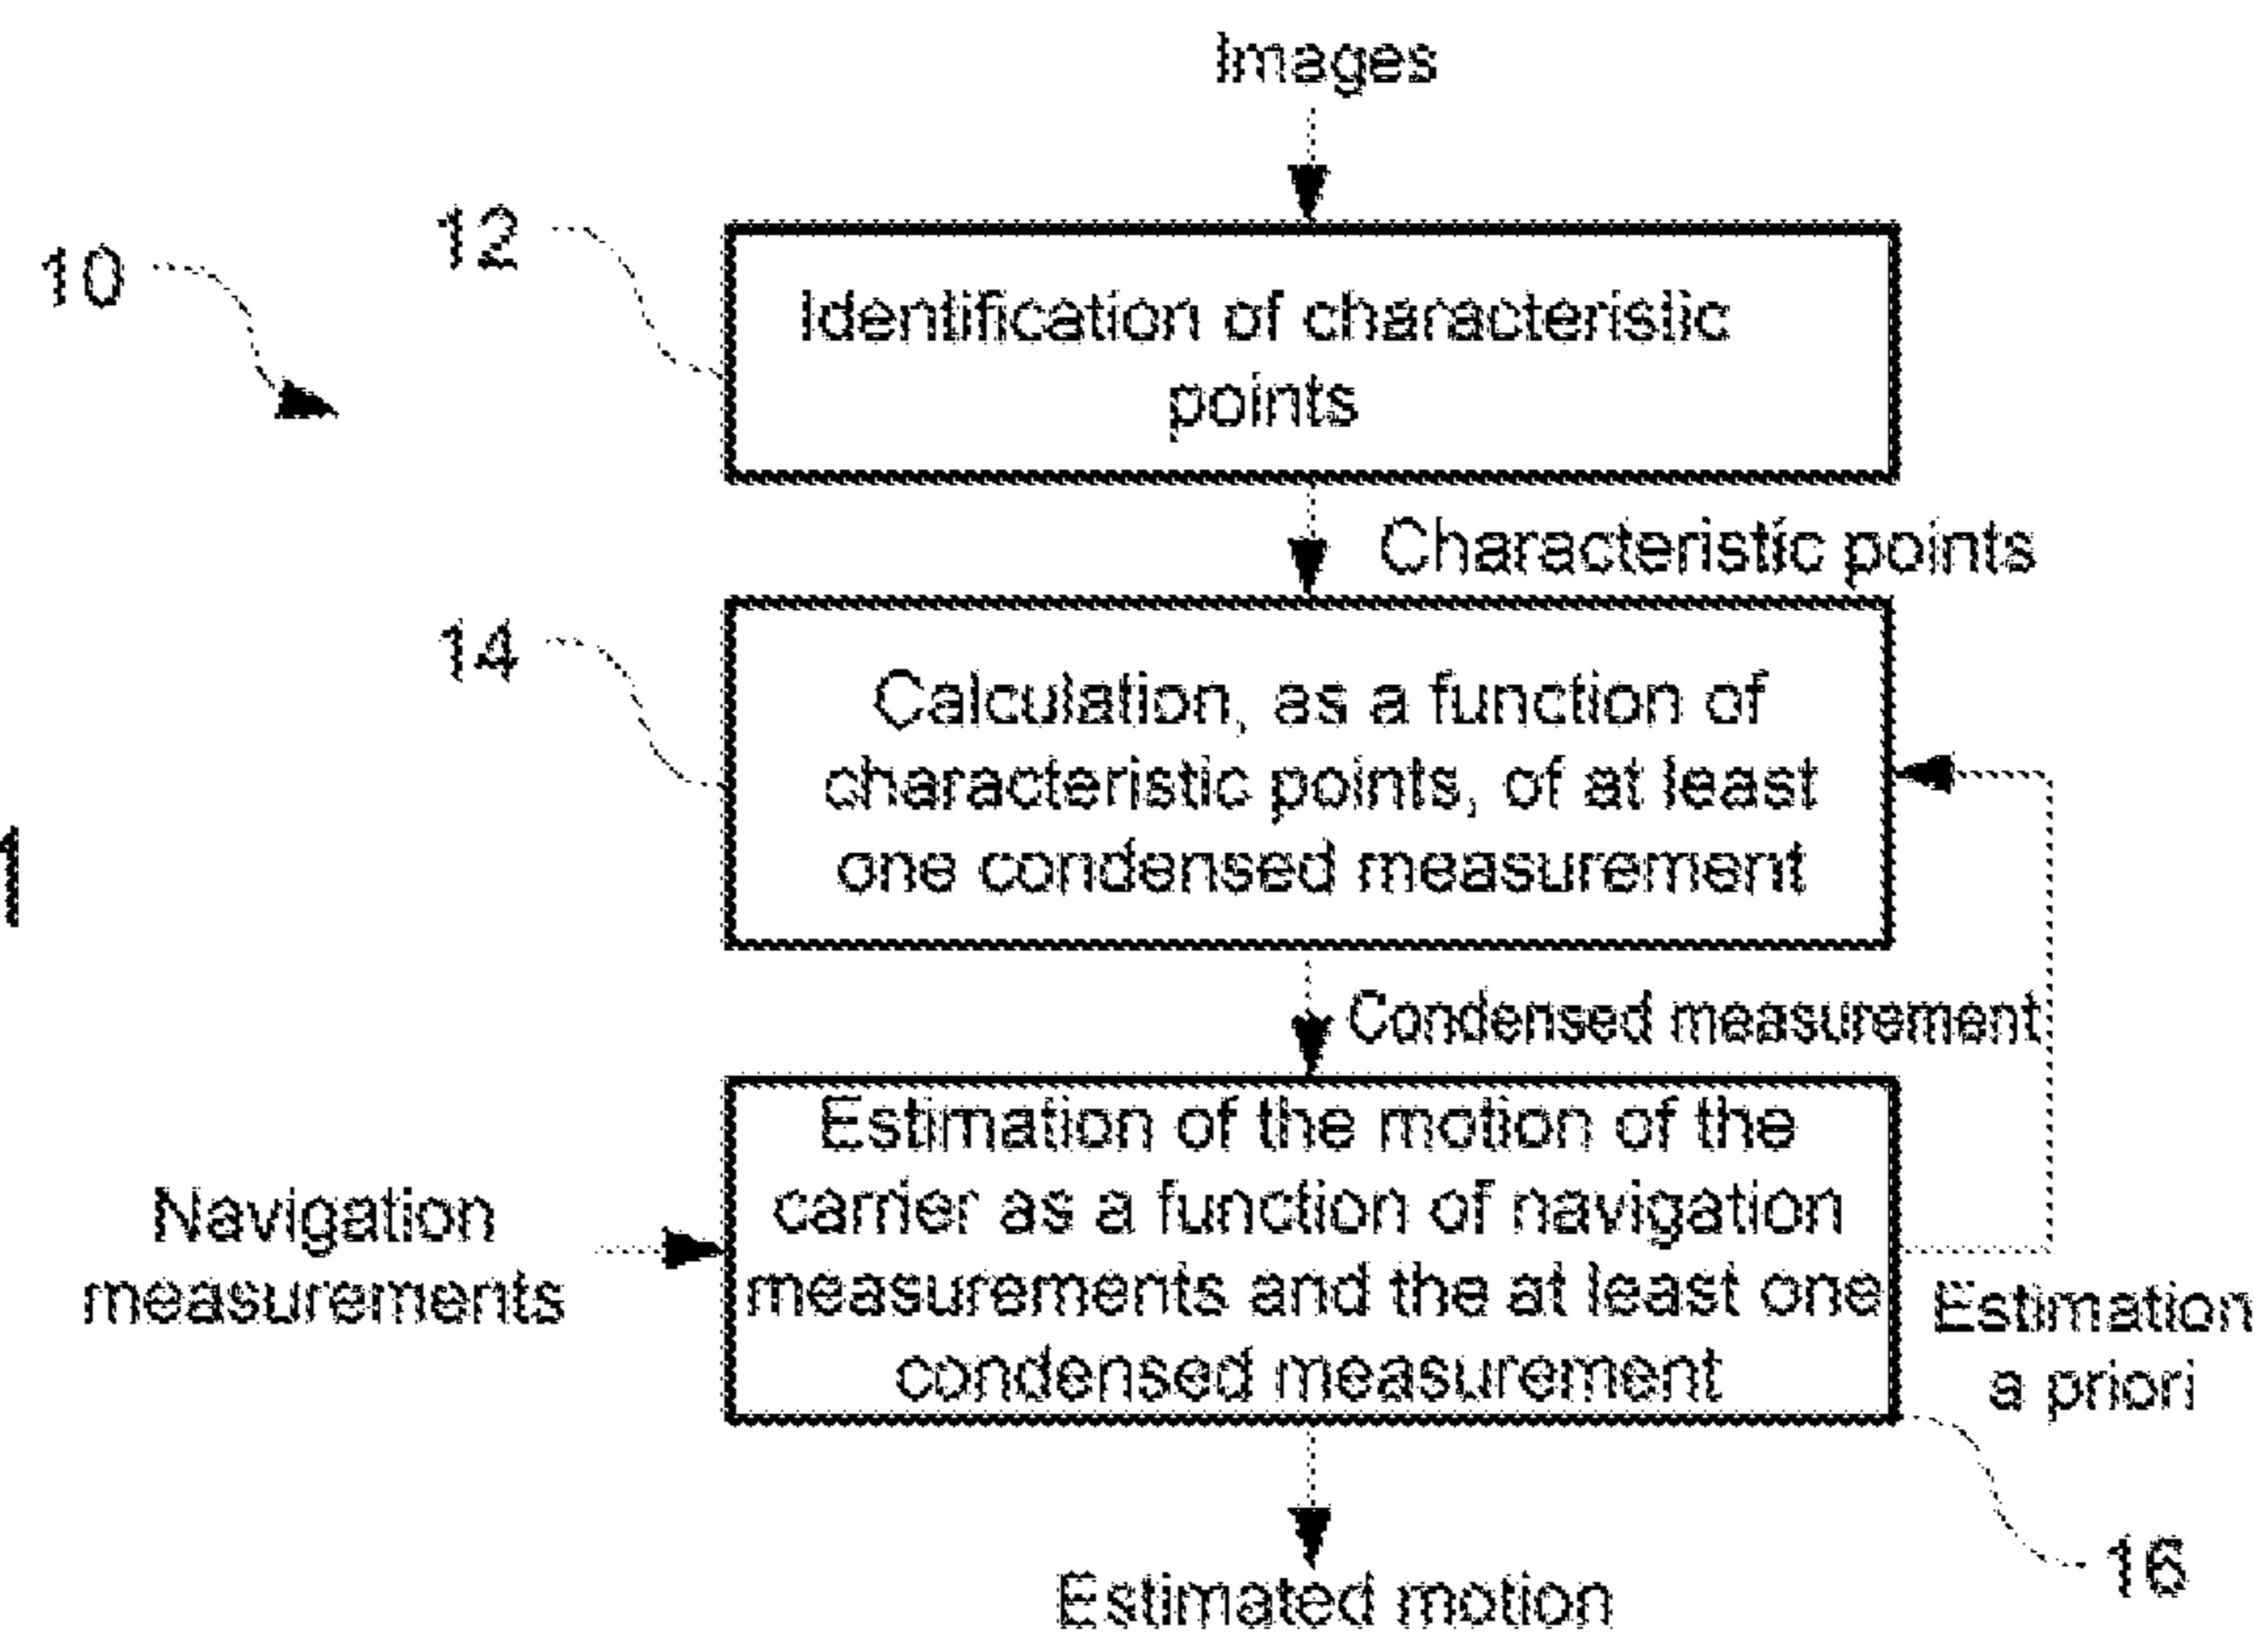 Images
10
12
Identification of characteristic
points
Characteristic points
14
Calculation, as a function of
characteristic points, of at least
one condensed measurement
1
Condensed measurement
Navigation
measurements
Estimation of the motion of the
carrier as a function of navigation
measurements and the at least one
condensed measurement
Estimation
a priori
16
Estimated motion